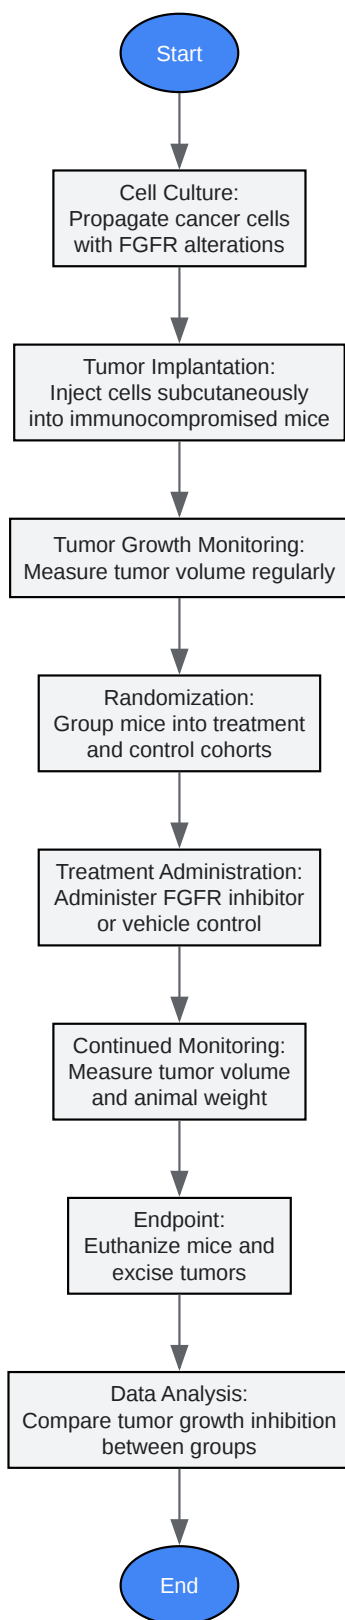 Start
Cell Culture:
Propagate cancer cells
with FGFR alterations
Tumor Implantation:
Inject cells subcutaneously
into immunocompromised mice
Tumor Growth Monitoring:
Measure tumor volume regularly
Randomization:
Group mice into treatment
and control cohorts
Treatment Administration:
Administer FGFR inhibitor
or vehicle control
Continued Monitoring:
Measure tumor volume
and animal weight
Endpoint:
Euthanize mice and
excise tumors
Data Analysis:
Compare tumor growth inhibition
between groups
End